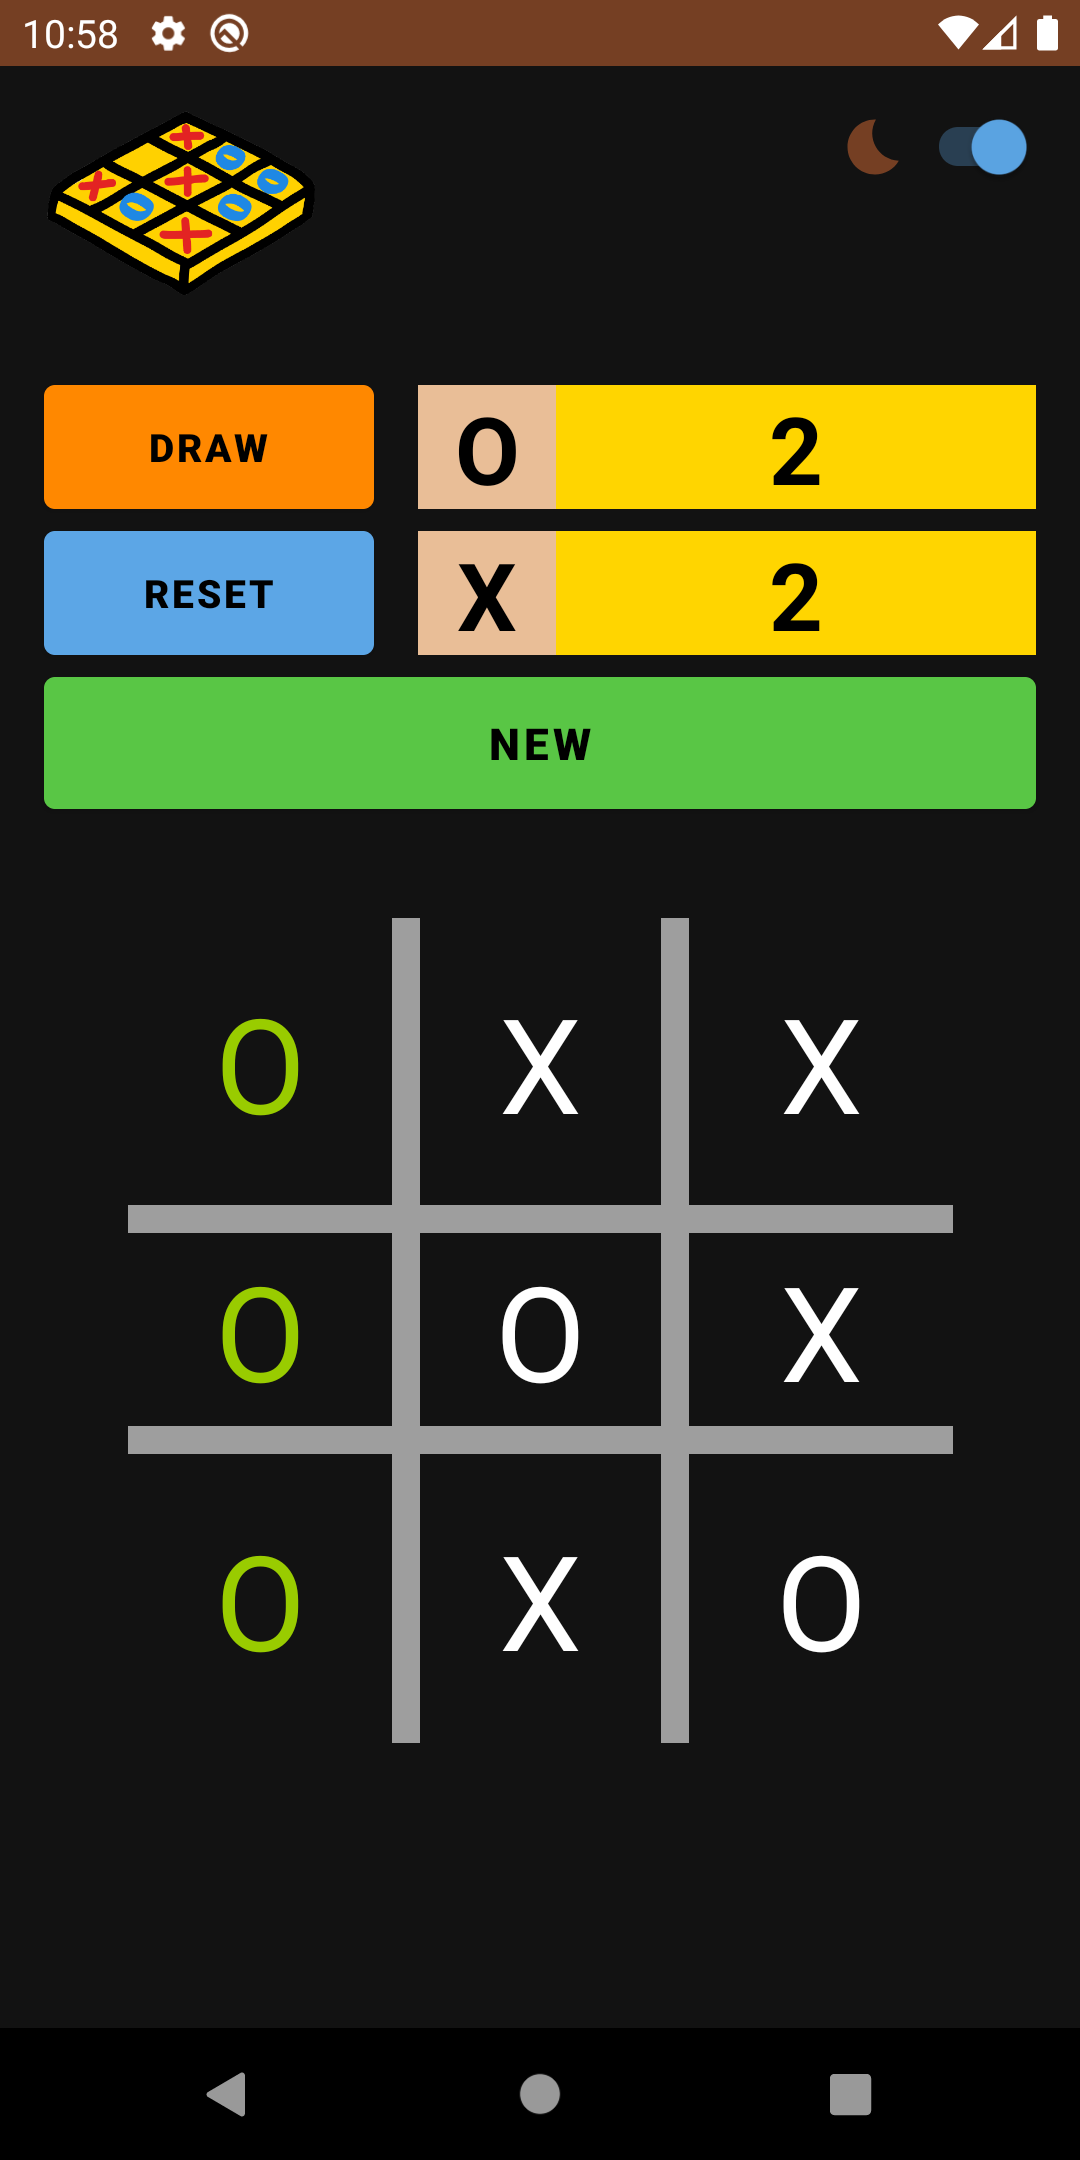 10:58
DRAW O 2
RESET X 2
NEW
O X X
O O X
O X O